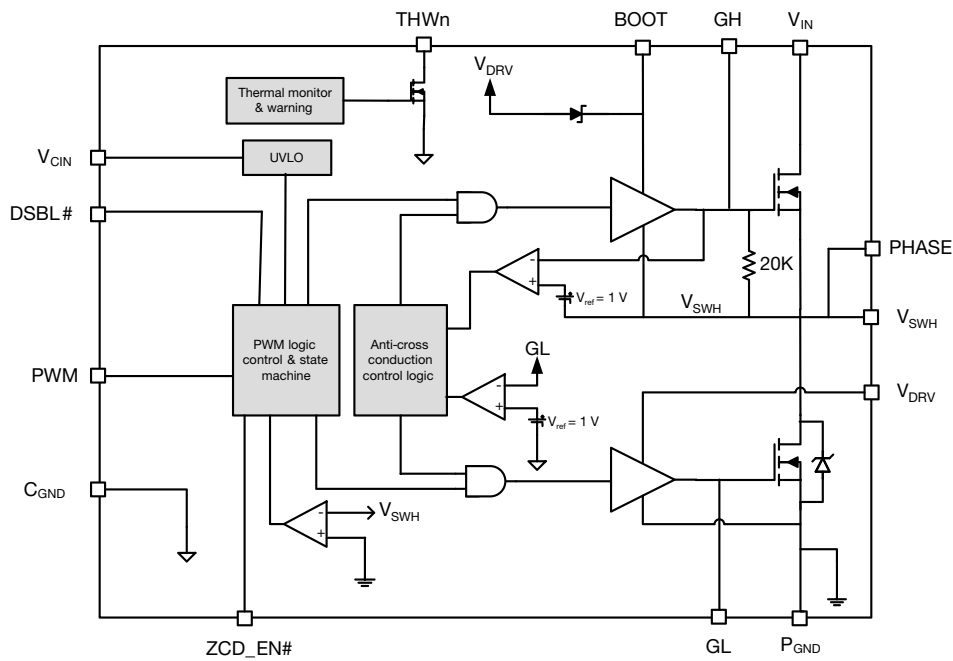 THWn
BOOT
GH
VIN
VDRV
Thermal monitor
& warning
VCIN
UVLO
DSBL#
PHASE
20K
-
+
Vref = 1 V
VSWH
VSWH
PWM logic
control & state
machine
Anti-cross
conduction
control logic
GL
PWM
-
+
Vref = 1 V
VDRV
CGND
-
+
VSWH
ZCD_EN#
GL
PGND